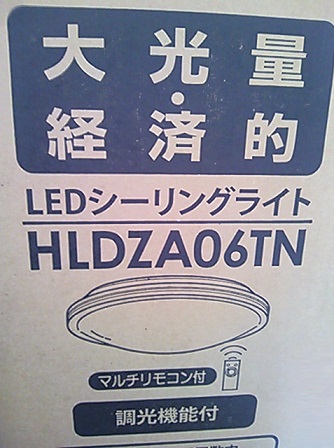 大光量・
経済的
LEDシーリングライト
HLDZA06TN
マルチリモコン付
調光機能付